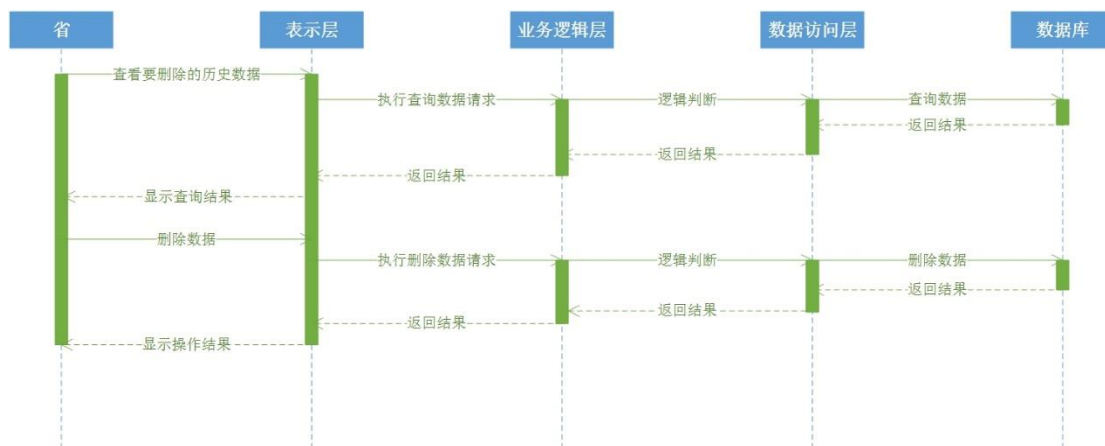 省
表示层
业务逻辑层
数据访问层
数据库
查看要删除的历史数据
执行查询数据请求
逻辑判断
查询数据
返回结果
返回结果
返回结果
显示查询结果
删除数据
执行删除数据请求
逻辑判断
删除数据
返回结果
返回结果
返回结果
显示操作结果